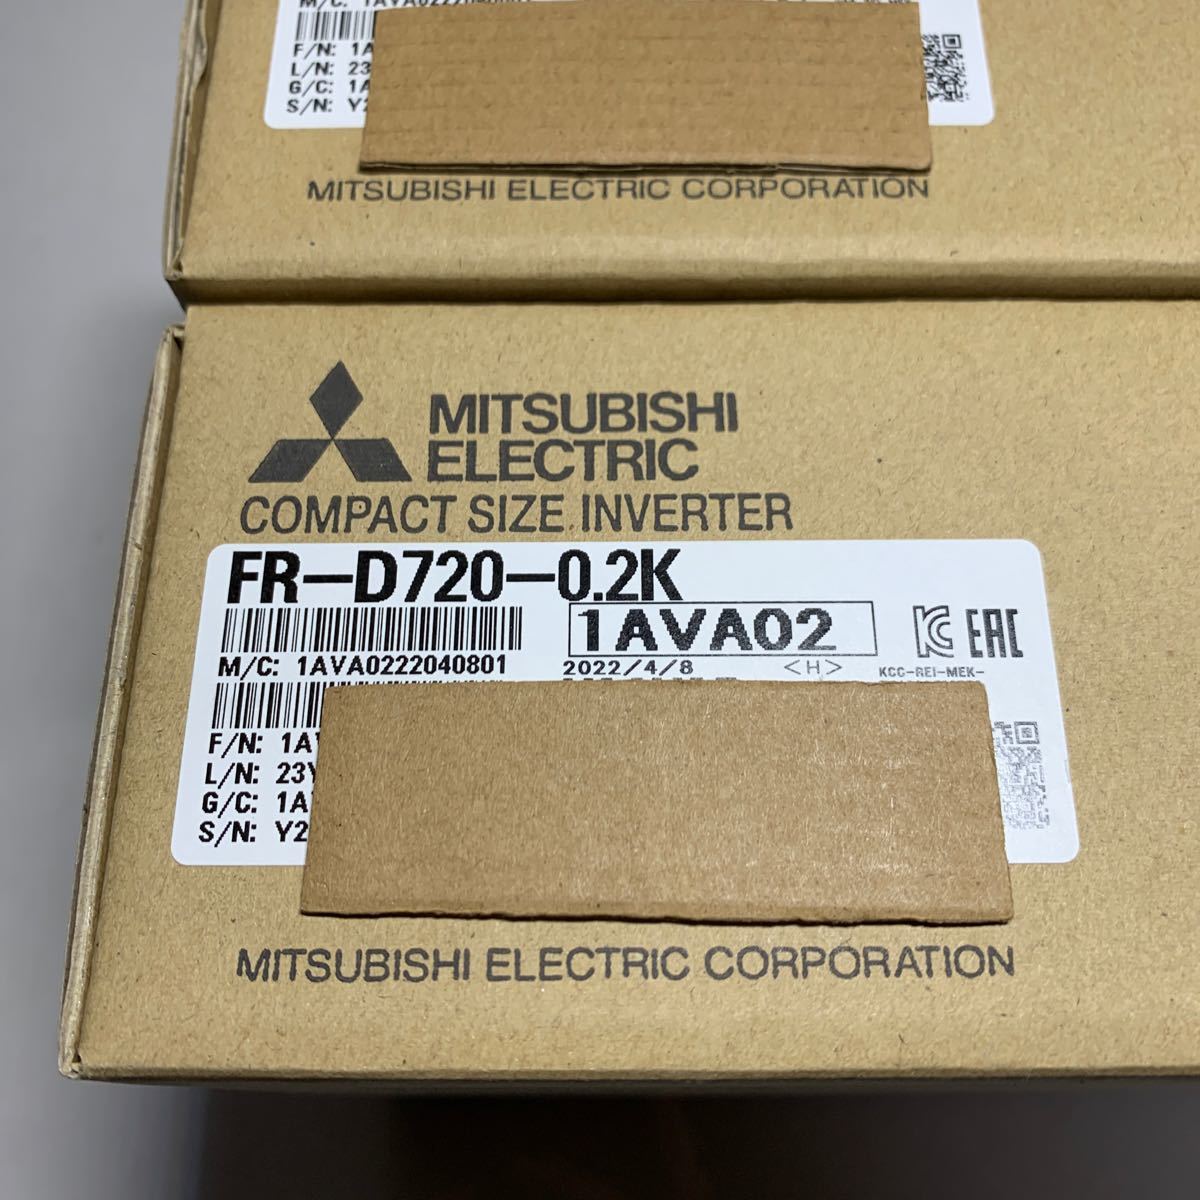 M/C: 1AVA0222040801
F/N: 1A
L/N: 23
G/C: 1A
S/N: Y2
MITSUBISHI ELECTRIC CORPORATION
MITSUBISHI
ELECTRIC
COMPACT SIZE INVERTER
FR-D720-0.2K
1AVA02
M/C: 1AVA0222040801
2022/4/8 <H>
KCC-REI-MEK-
F/N: 1A
L/N: 23Y
G/C: 1A
S/N: Y2
MITSUBISHI ELECTRIC CORPORATION